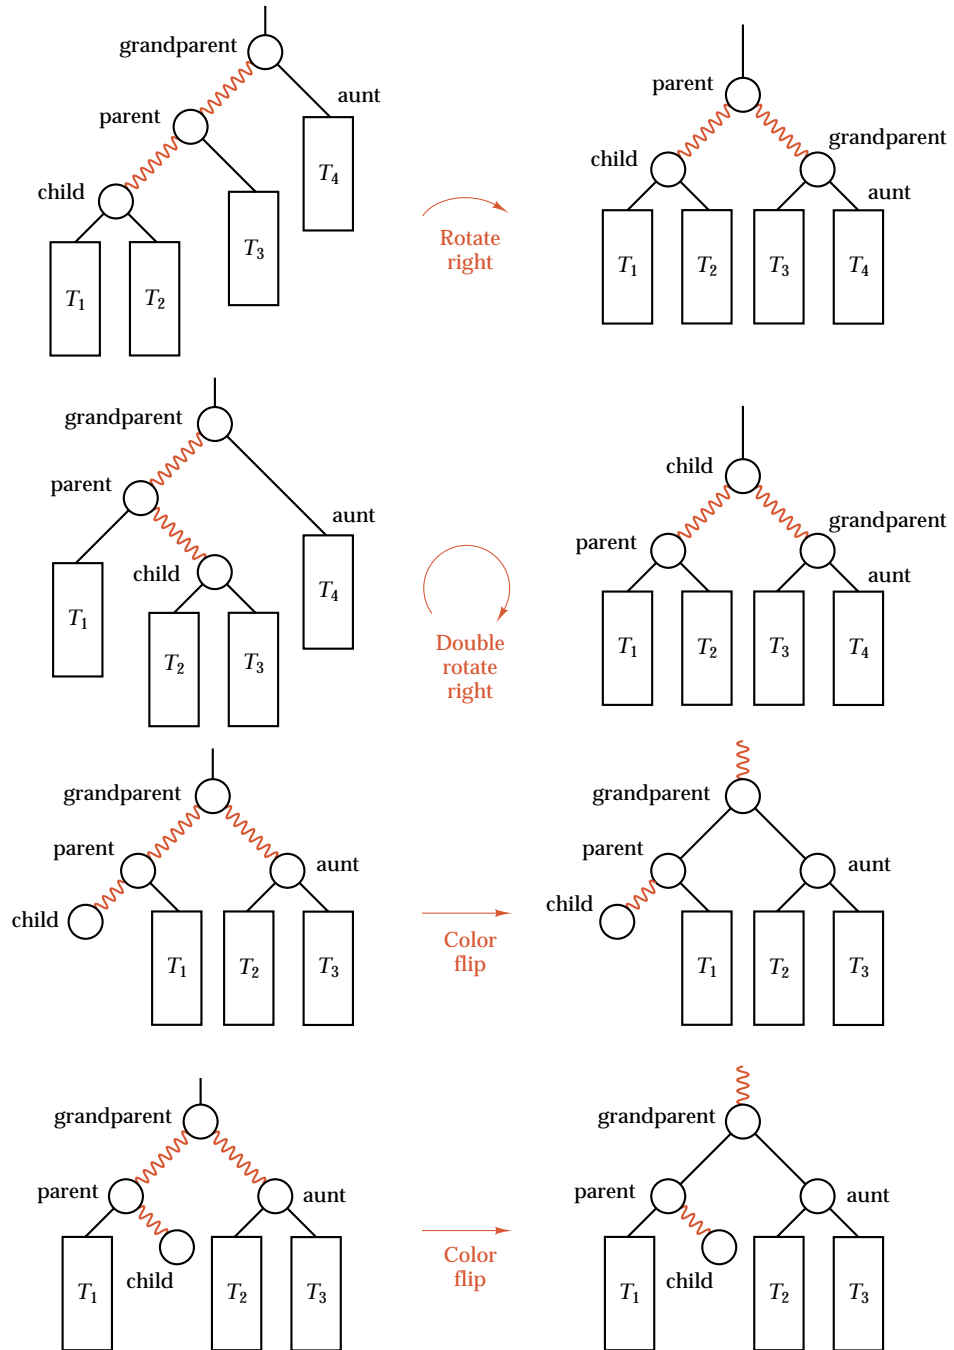 grandparent
parent
aunt
child
T4
T3
T1
T2
Rotate
right
parent
child
grandparent
aunt
T1
T2
T3
T4
grandparent
parent
aunt
child
T1
T4
T2
T3
Double
rotate
right
child
parent
grandparent
aunt
T1
T2
T3
T4
grandparent
parent
aunt
child
T1
T2
T3
Color
flip
grandparent
parent
aunt
child
T1
T2
T3
grandparent
parent
aunt
child
T1
T2
T3
Color
flip
grandparent
parent
aunt
child
T1
T2
T3